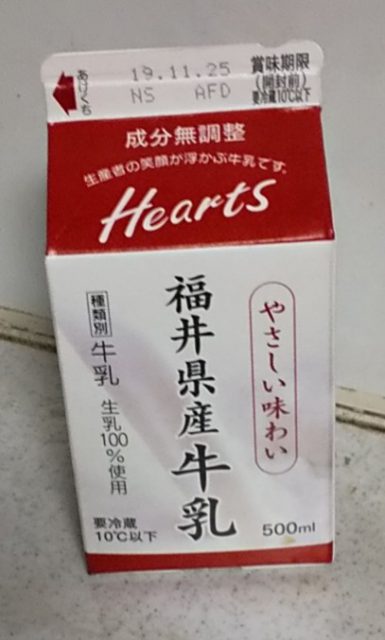 あけくち
19.11.25
NS AFD
賞味期限
(開封前)
要冷蔵10℃以下
成分無調整
生産者の笑顔が浮かぶ牛乳です。
Hearts
やさしい味わい
福井県産牛乳
種類別
牛乳
生乳100%使用
要冷蔵
10℃以下
500ml